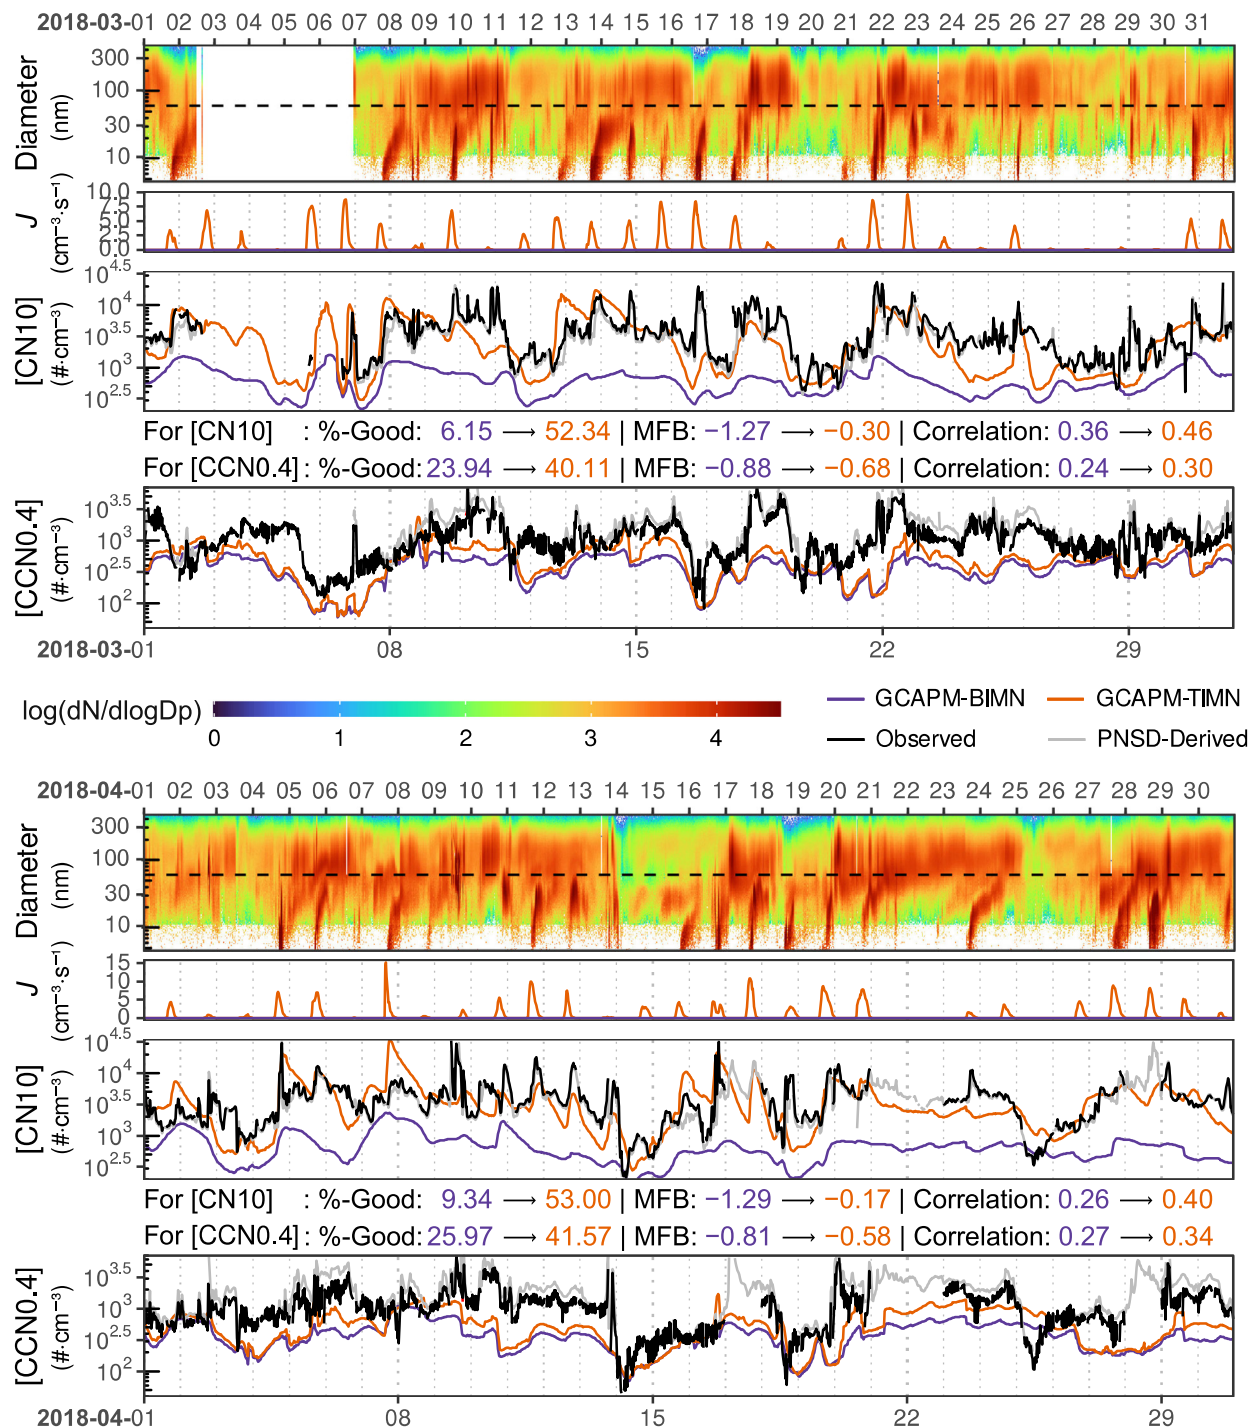 2018-03-01 02 03 04 05 06 07 08 09 10 11 12 13 14 15 16 17 18 19 20 21 22 23 24 25 26 27 28 29 30 31
Diameter
(nm)
300
100
30
10
J
(cm⁻³·s⁻¹)
10.0
7.5
5.0
2.5
0.0
[CN10]
(#·cm⁻³)
10^4.5
10^4
10^3.5
10^3
10^2.5
For [CN10] : %-Good: 6.15 → 52.34 | MFB: −1.27 → −0.30 | Correlation: 0.36 → 0.46
For [CCN0.4] : %-Good: 23.94 → 40.11 | MFB: −0.88 → −0.68 | Correlation: 0.24 → 0.30
[CCN0.4]
(#·cm⁻³)
10^3.5
10^3
10^2.5
10^2
2018-03-01 08 15 22 29
log(dN/dlogDp)
0 1 2 3 4
GCAPM-BIMN GCAPM-TIMN
Observed PNSD-Derived
2018-04-01 02 03 04 05 06 07 08 09 10 11 12 13 14 15 16 17 18 19 20 21 22 23 24 25 26 27 28 29 30
Diameter
(nm)
300
100
30
10
J
(cm⁻³·s⁻¹)
15
10
5
0
[CN10]
(#·cm⁻³)
10^4.5
10^4
10^3.5
10^3
10^2.5
For [CN10] : %-Good: 9.34 → 53.00 | MFB: −1.29 → −0.17 | Correlation: 0.26 → 0.40
For [CCN0.4] : %-Good: 25.97 → 41.57 | MFB: −0.81 → −0.58 | Correlation: 0.27 → 0.34
[CCN0.4]
(#·cm⁻³)
10^3.5
10^3
10^2.5
10^2
2018-04-01 08 15 22 29